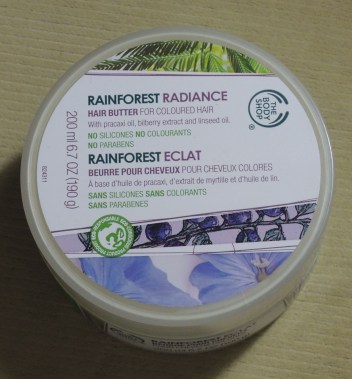 RAINFOREST RADIANCE
HAIR BUTTER FOR COLOURED HAIR
With pracaxi oil, bilberry extract and linseed oil.
NO SILICONES NO COLOURANTS
NO PARABENS
THE
BODY
SHOP
®
RAINFOREST ECLAT
BEURRE POUR CHEVEUX POUR CHEVEUX COLORES
À base d'huile de pracaxi, d'extrait de myrtille et d'huile de lin.
SANS SILICONES SANS COLORANTS
SANS PARABENES
200 ml 6.7 OZ (190 g)